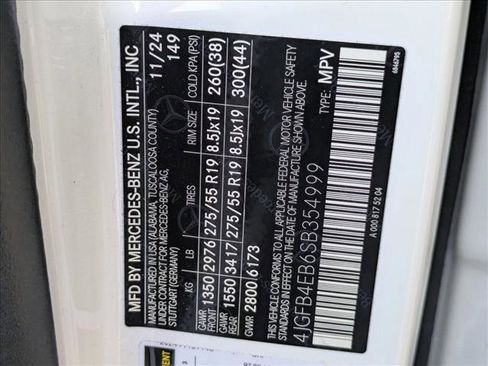 MFD BY MERCEDES-BENZ U.S. INTL., INC
MANUFACTURED IN USA (ALABAMA, TUSCALOOSA COUNTY) 11/24
UNDER CONTRACT FOR MERCEDES-BENZ AG, 149
STUTTGART (GERMANY)
KG LB TIRES RIM SIZE COLD KPA (PSI)
GAWR FRONT 1350 2976 275/55 R19 8.5Jx19 260(38)
GAWR REAR 1550 3417 275/55 R19 8.5Jx19 300(44)
GVWR 2800 6173
THIS VEHICLE CONFORMS TO ALL APPLICABLE FEDERAL MOTOR VEHICLE SAFETY
STANDARDS IN EFFECT ON THE DATE OF MANUFACTURE SHOWN ABOVE.
4JGFB4EB6SB354999 TYPE: MPV
A 000 817 52 04